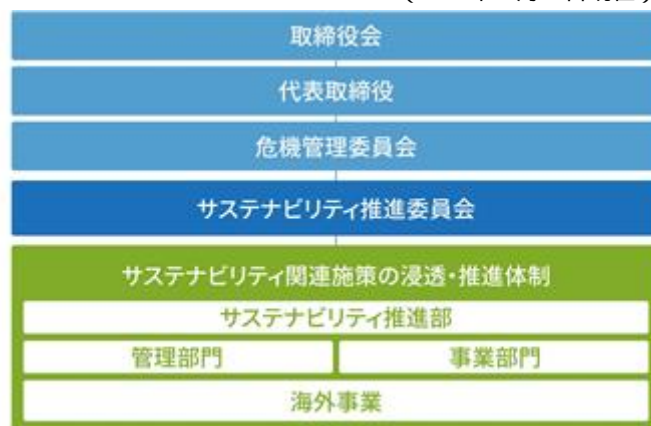 取締役会
代表取締役
危機管理委員会
サステナビリティ推進委員会
サステナビリティ関連施策の浸透・推進体制
サステナビリティ推進部
管理部門 事業部門
海外事業